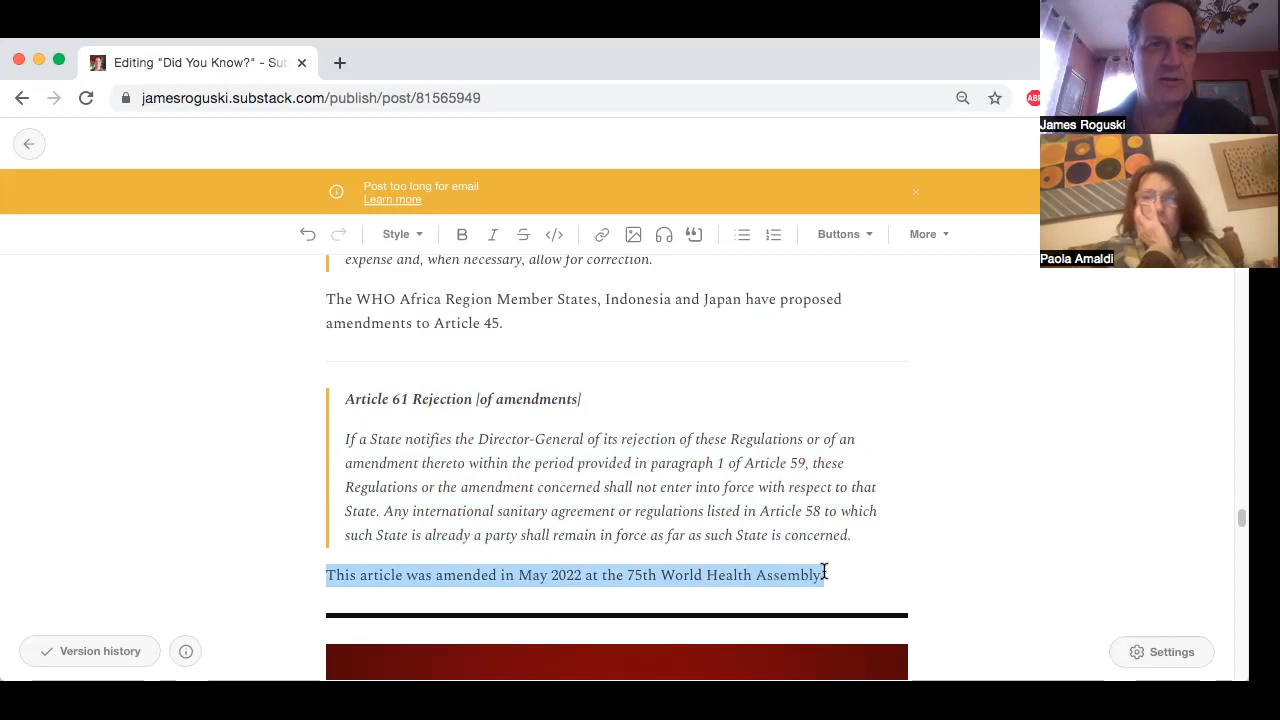 Editing "Did You Know?" - Sub
jamesroguski.substack.com/publish/post/81565949
James Roguski
Post too long for email
Learn more
Style
Buttons
More
Paola Amaldi
expense and, when necessary, allow for correction.
The WHO Africa Region Member States, Indonesia and Japan have proposed
amendments to Article 45.
Article 61 Rejection [of amendments]
If a State notifies the Director-General of its rejection of these Regulations or of an
amendment thereto within the period provided in paragraph 1 of Article 59, these
Regulations or the amendment concerned shall not enter into force with respect to that
State. Any international sanitary agreement or regulations listed in Article 58 to which
such State is already a party shall remain in force as far as such State is concerned.
This article was amended in May 2022 at the 75th World Health Assembly.
Version history
Settings